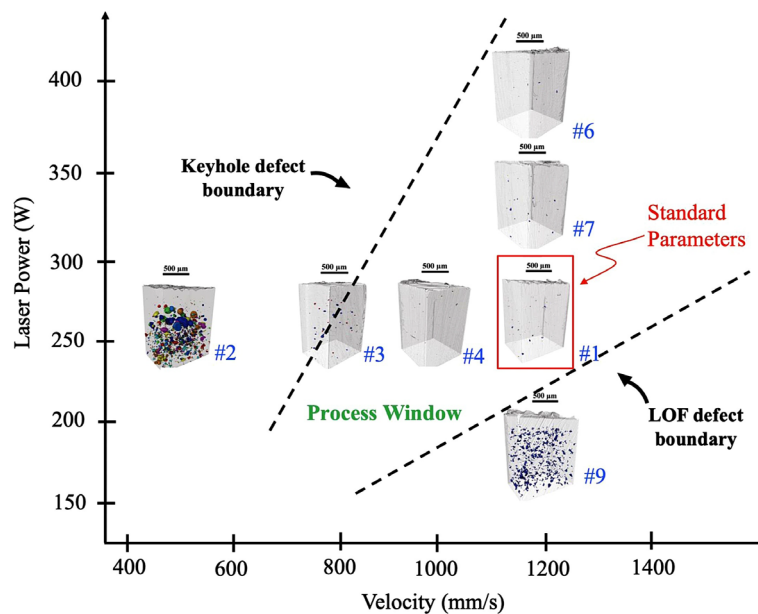 500 µm
400
#6
Keyhole defect
boundary
500 µm
350
#7
Standard
Parameters
Laser Power (W)
300
500 µm
500 µm
500 µm
500 µm
250
#2
#3
#4
#1
Process Window
LOF defect
boundary
500 µm
200
#9
150
400
600
800
1000
1200
1400
Velocity (mm/s)